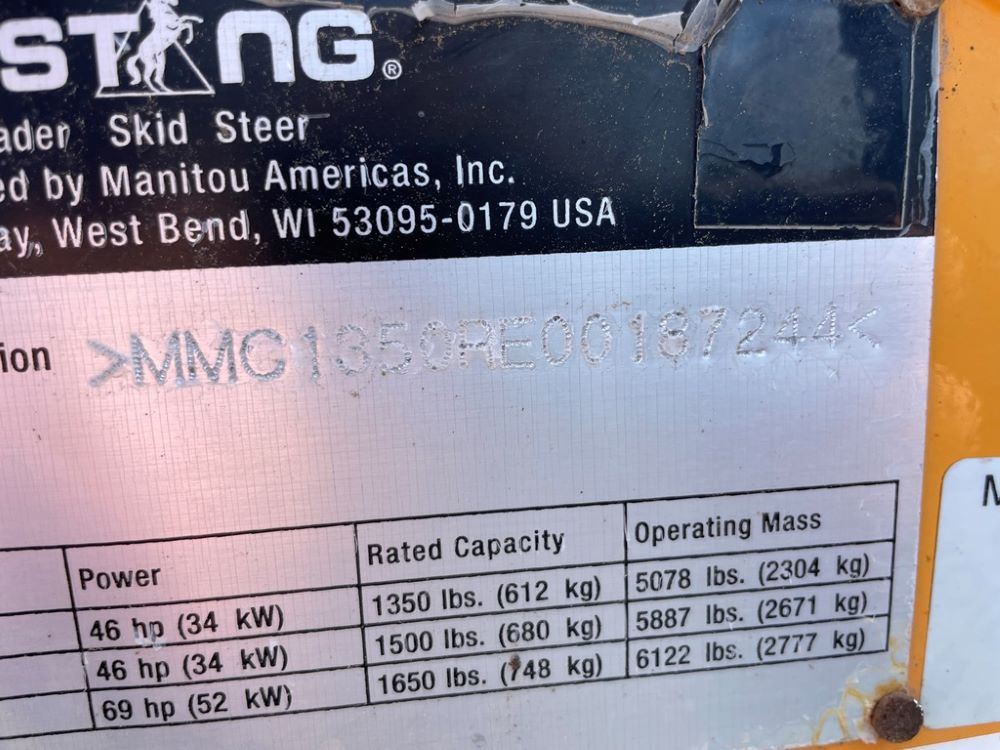 STANG®
ader Skid Steer
ed by Manitou Americas, Inc.
ay, West Bend, WI 53095-0179 USA
ion >MMC1350RE00187244<
Power Rated Capacity Operating Mass
46 hp (34 kW) 1350 lbs. (612 kg) 5078 lbs. (2304 kg)
46 hp (34 kW) 1500 lbs. (680 kg) 5887 lbs. (2671 kg)
69 hp (52 kW) 1650 lbs. (748 kg) 6122 lbs. (2777 kg)